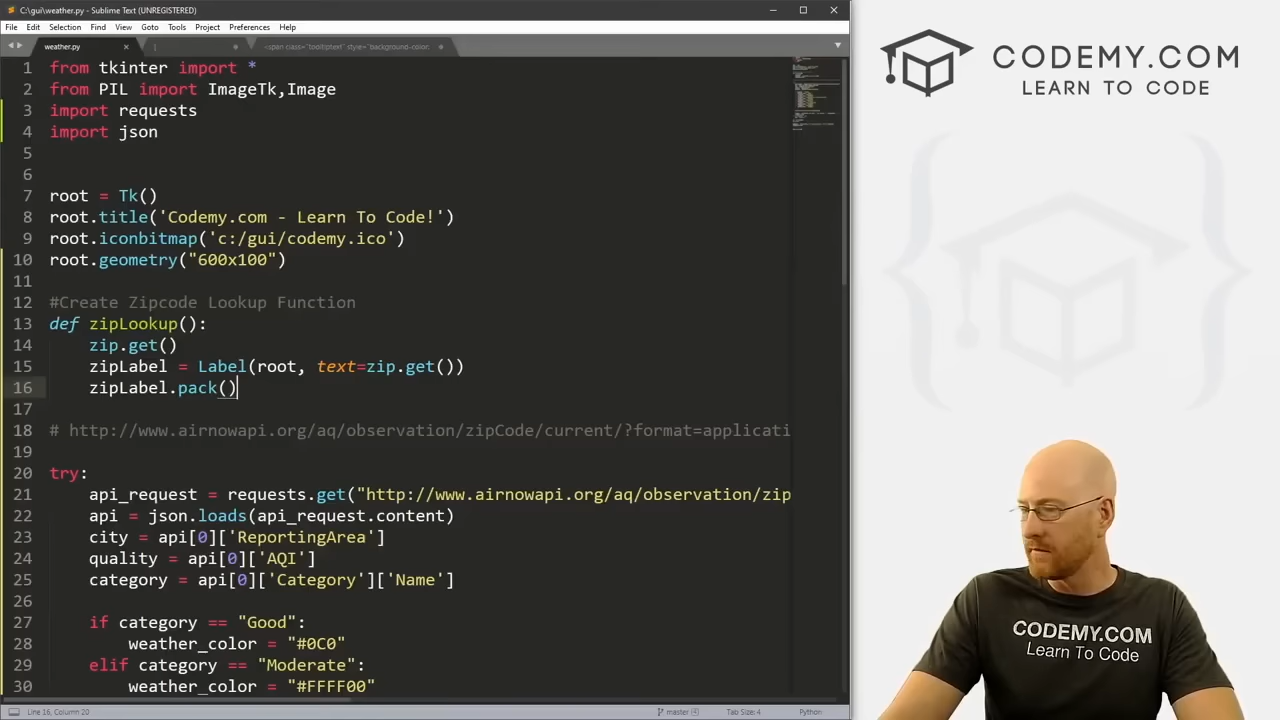 C:\gui\weather.py - Sublime Text (UNREGISTERED)
File Edit Selection Find View Goto Tools Project Preferences Help
weather.py
<span class="tooltiptext" style="background-color:
1 from tkinter import *
2 from PIL import ImageTk,Image
3 import requests
4 import json
5
6
7 root = Tk()
8 root.title('Codemy.com - Learn To Code!')
9 root.iconbitmap('c:/gui/codemy.ico')
10 root.geometry("600x100")
11
12 #Create Zipcode Lookup Function
13 def zipLookup():
14 zip.get()
15 zipLabel = Label(root, text=zip.get())
16 zipLabel.pack()
17
18 # http://www.airnowapi.org/aq/observation/zipCode/current/?format=applicati
19
20 try:
21 api_request = requests.get("http://www.airnowapi.org/aq/observation/zip
22 api = json.loads(api_request.content)
23 city = api[0]['ReportingArea']
24 quality = api[0]['AQI']
25 category = api[0]['Category']['Name']
26
27 if category == "Good":
28 weather_color = "#0C0"
29 elif category == "Moderate":
30 weather_color = "#FFFF00"
Line 16, Column 20
master
Tab Size: 4
Python
CODEMY.COM
LEARN TO CODE
CODEMY.COM
Learn To Code